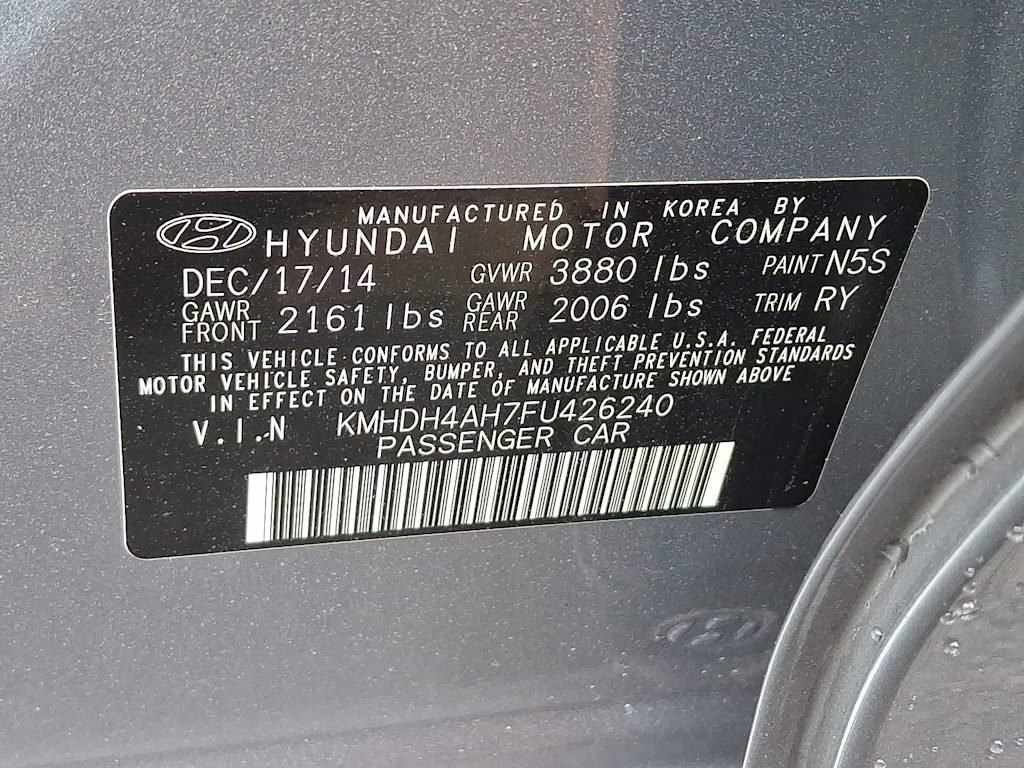 MANUFACTURED IN KOREA BY
HYUNDAI MOTOR COMPANY
DEC/17/14 GVWR 3880 lbs PAINT N5S
GAWR FRONT 2161 lbs GAWR REAR 2006 lbs TRIM RY
THIS VEHICLE CONFORMS TO ALL APPLICABLE U.S.A. FEDERAL
MOTOR VEHICLE SAFETY, BUMPER, AND THEFT PREVENTION STANDARDS
IN EFFECT ON THE DATE OF MANUFACTURE SHOWN ABOVE
V.I.N KMHDH4AH7FU426240
PASSENGER CAR